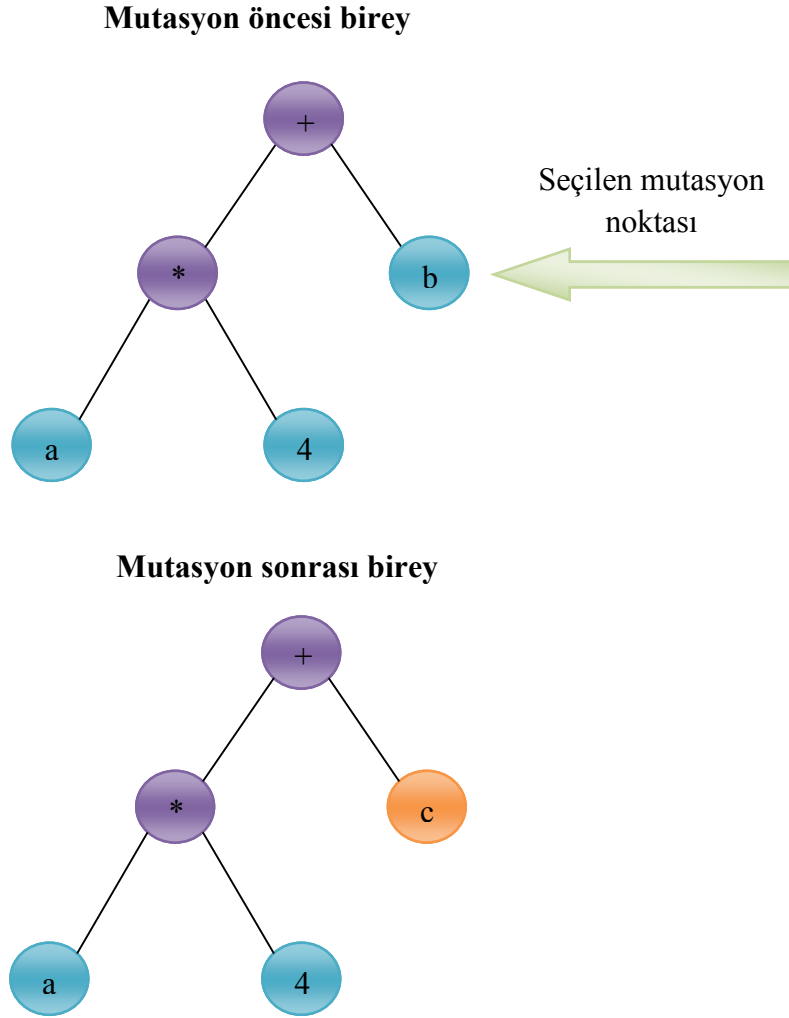 Mutasyon öncesi birey
+
Seçilen mutasyon
noktası
* b
a 4
Mutasyon sonrası birey
+
* c
a 4